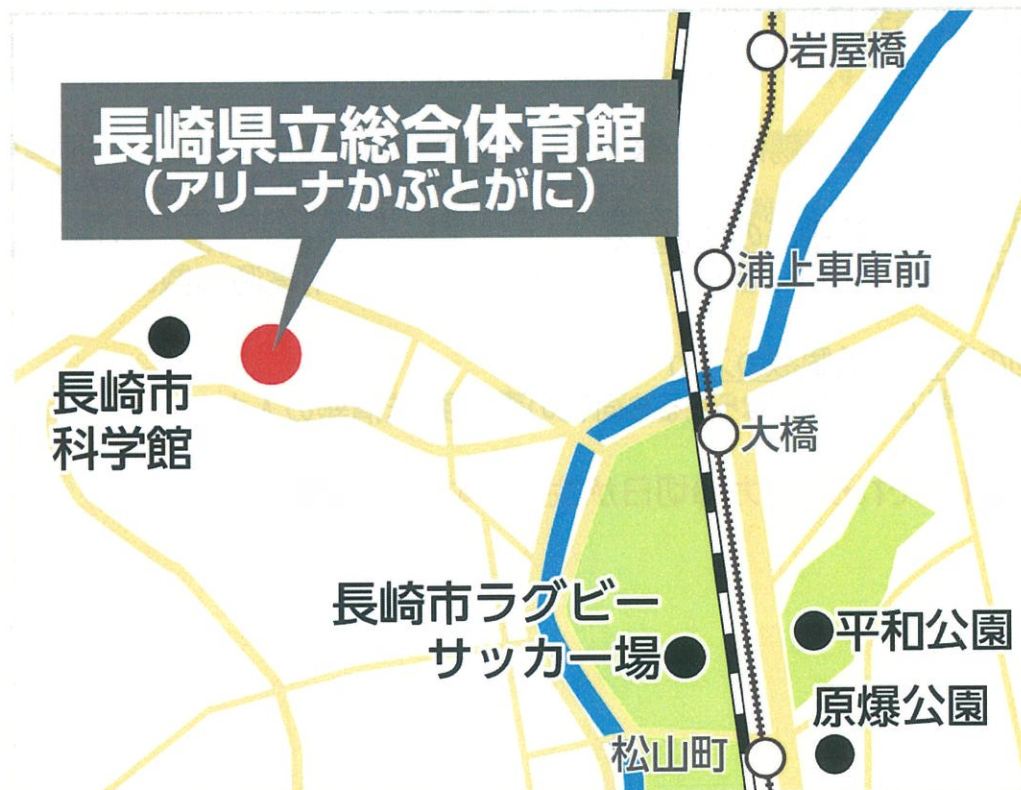 岩屋橋
長崎県立総合体育館
（アリーナかぶとがに）
浦上車庫前
長崎市
科学館
大橋
長崎市ラグビー
サッカー場
平和公園
原爆公園
松山町